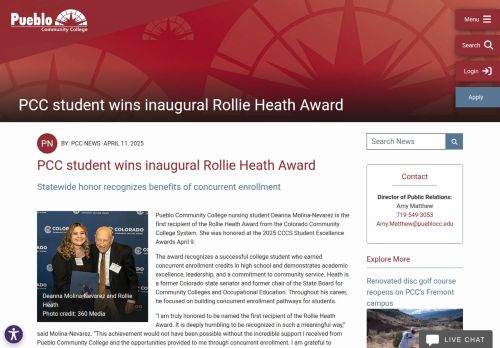 Pueblo
Community College
Menu
Search
Login
Apply
PCC student wins inaugural Rollie Heath Award
PN
BY: PCC NEWS · APRIL 11, 2025
Search News
PCC student wins inaugural Rollie Heath Award
Statewide honor recognizes benefits of concurrent enrollment
Contact
Director of Public Relations:
Amy Matthew
719-549-3053
Amy.Matthew@pueblocc.edu
COLORADO
Deanna Molina-Nevarez and Rollie
Heath
Photo credit: 360 Media
Pueblo Community College nursing student Deanna Molina-Nevarez is the
first recipient of the Rollie Heath Award from the Colorado Community
College System. She was honored at the 2025 CCCS Student Excellence
Awards April 9.
The award recognizes a successful college student who earned
concurrent enrollment credits in high school and demonstrates academic
excellence, leadership, and a commitment to community service. Heath is
a former Colorado state senator and former chair of the State Board for
Community Colleges and Occupational Education. Throughout his career,
he focused on building concurrent enrollment pathways for students.
"I am truly honored to be named the first recipient of the Rollie Heath
Award. It is deeply humbling to be recognized in such a meaningful way,"
said Molina-Nevarez. "This achievement would not have been possible without the incredible support I received from
Pueblo Community College and the opportunities provided to me through concurrent enrollment. I am grateful to
Explore More
Renovated disc golf course
reopens on PCC's Fremont
campus
LIVE CHAT